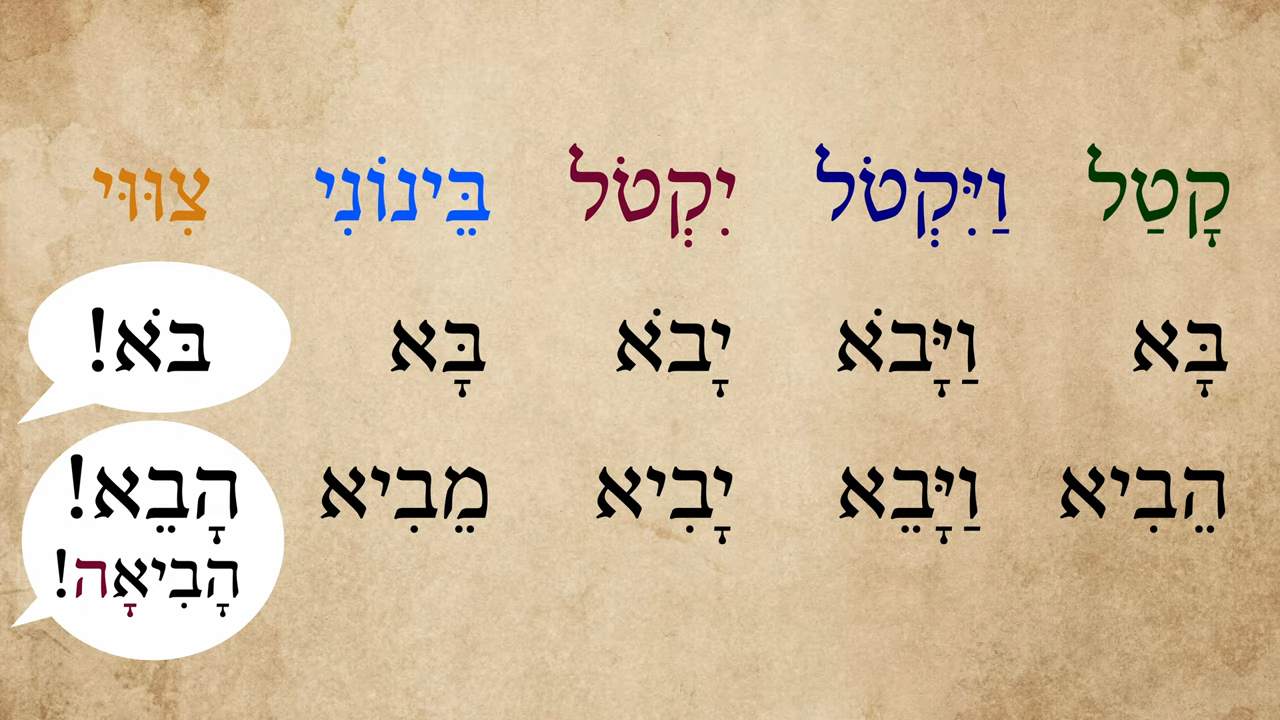 קָטַל וַיִּקְטֹל יִקְטֹל בֵּינוֹנִי צִוּוּי
בָּא וַיָּבֹא יָבֹא בָּא בֹּא!
הֵבִיא וַיָּבֵא יָבִיא מֵבִיא הָבֵא!
הָבִיאָה!